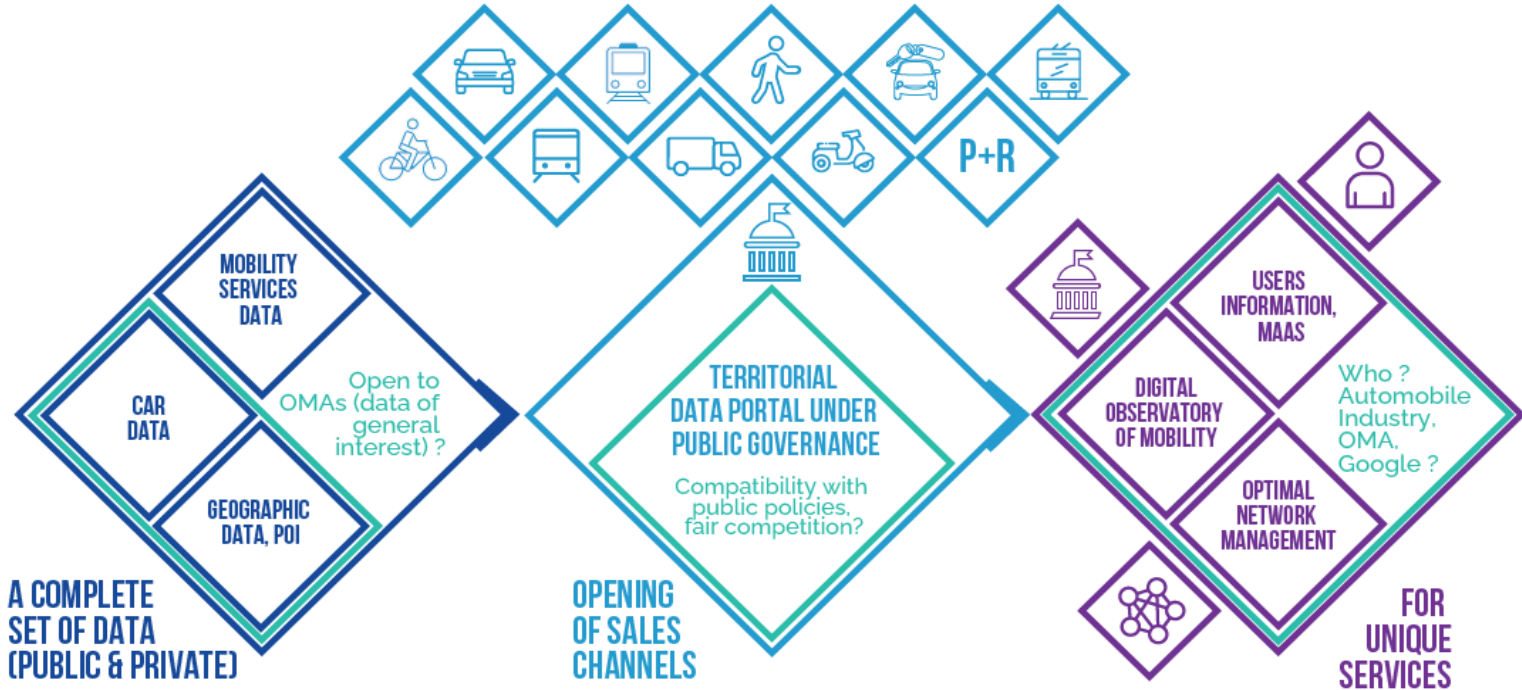 P+R
MOBILITY
SERVICES
DATA
CAR
DATA
Open to
OMAs (data of
general
interest) ?
GEOGRAPHIC
DATA, POI
A COMPLETE
SET OF DATA
(PUBLIC & PRIVATE)
TERRITORIAL
DATA PORTAL UNDER
PUBLIC GOVERNANCE
Compatibility with
public policies,
fair competition?
OPENING
OF SALES
CHANNELS
USERS
INFORMATION,
MAAS
DIGITAL
OBSERVATORY
OF MOBILITY
Who ?
Automobile
Industry,
OMA,
Google ?
OPTIMAL
NETWORK
MANAGEMENT
FOR
UNIQUE
SERVICES